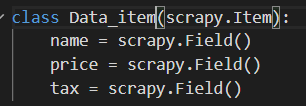 class Data_item(scrapy.Item):
    name = scrapy.Field()
    price = scrapy.Field()
    tax = scrapy.Field()